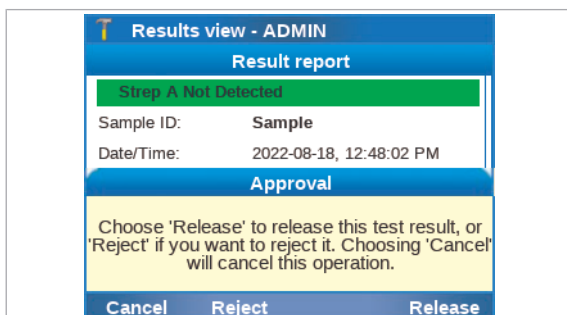 Results view - ADMIN
Result report
Strep A Not Detected
Sample ID: Sample
Date/Time: 2022-08-18, 12:48:02 PM
Approval
Choose 'Release' to release this test result, or
'Reject' if you want to reject it. Choosing 'Cancel'
will cancel this operation.
Cancel Reject Release